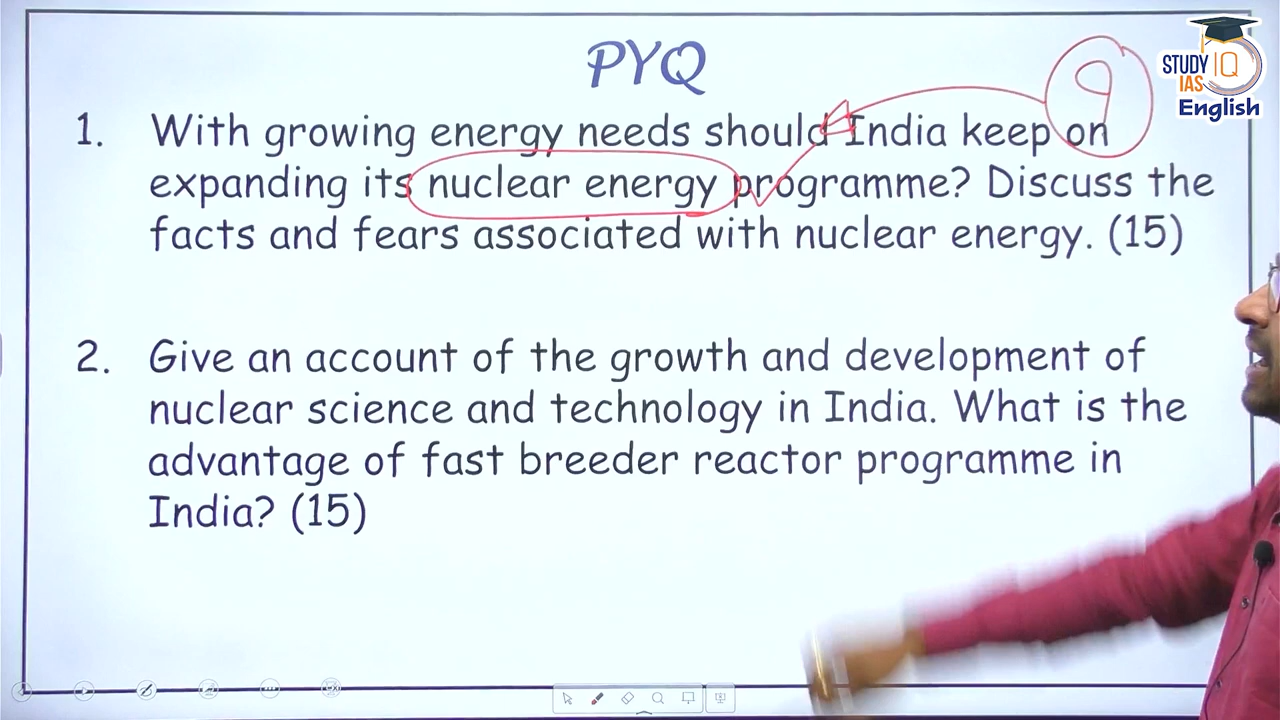 PYQ
9
STUDY IQ
IAS
English
1. With growing energy needs should India keep on
expanding its nuclear energy programme? Discuss the
facts and fears associated with nuclear energy. (15)
2. Give an account of the growth and development of
nuclear science and technology in India. What is the
advantage of fast breeder reactor programme in
India? (15)